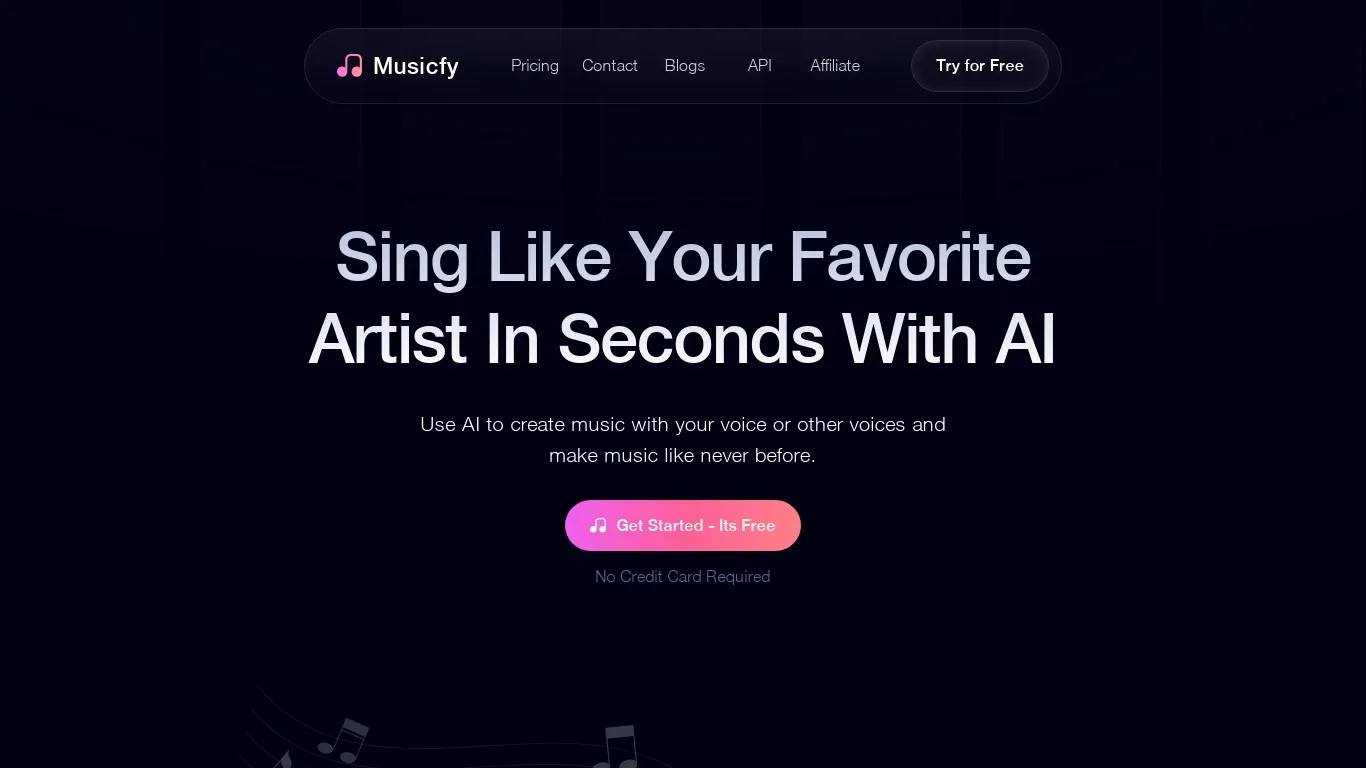 Musicfy
Pricing
Contact
Blogs
API
Affiliate
Try for Free
Sing Like Your Favorite
Artist In Seconds With AI
Use AI to create music with your voice or other voices and
make music like never before.
Get Started - Its Free
No Credit Card Required